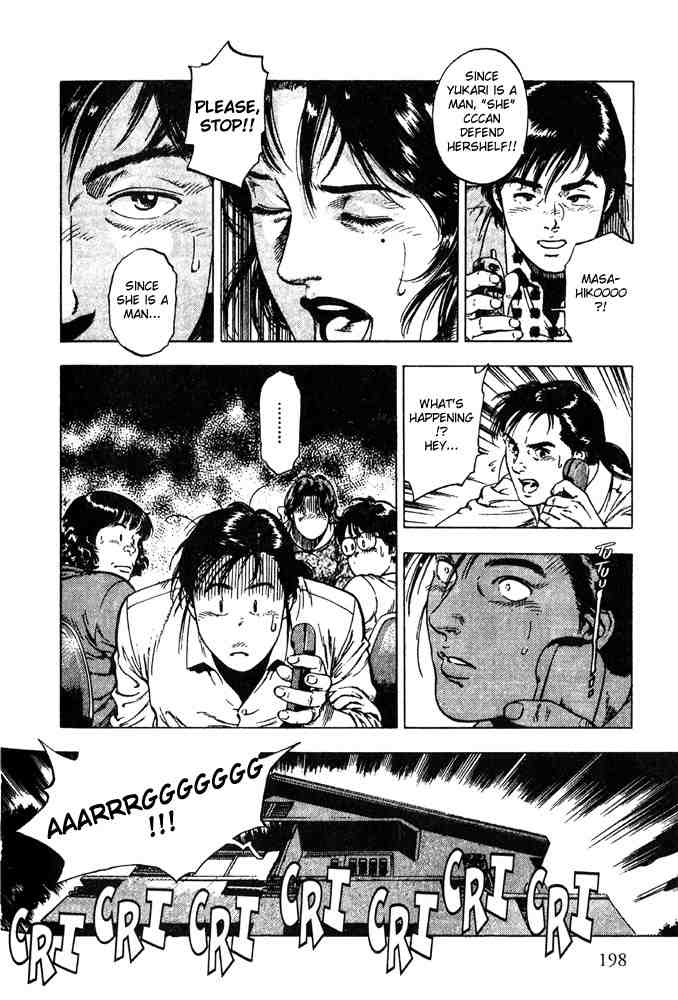 SINCE
YUKARI IS A
MAN, "SHE"
CCCAN
DEFEND
HERSHELF!!
MASA-
HIKOOOO
?!
PLEASE,
STOP!!
SINCE
SHE IS A
MAN...
WHAT'S
HAPPENING
!?
HEY...
TUTUTU...
.........
AAARRRGGGGGGG
!!!
CRI CRI CRI CRI CRI CRI CRI
198